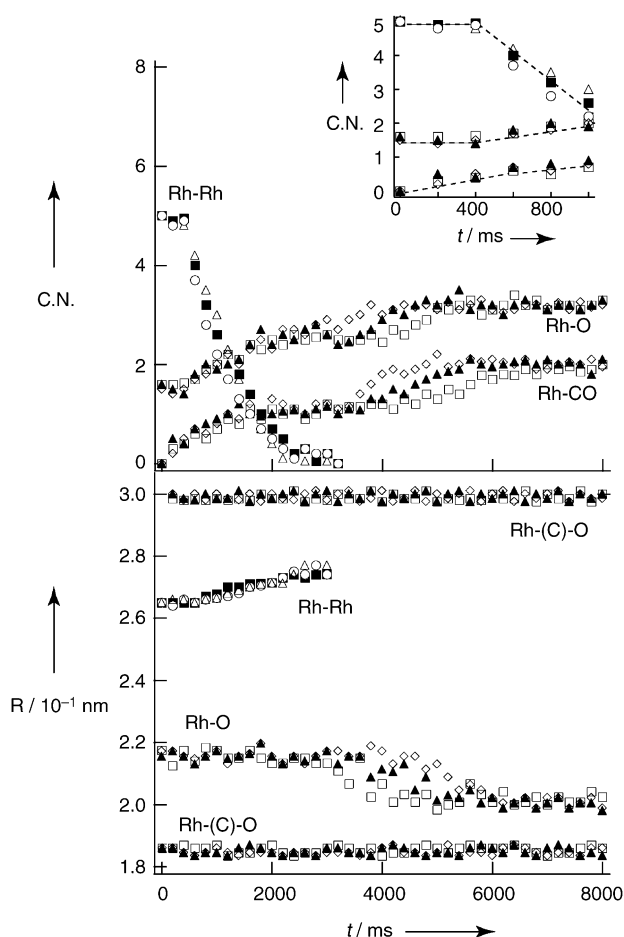 5
4
3
C.N.
2
1
0
0
400
800
t / ms
8
6
Rh-Rh
4
C.N.
Rh-O
2
Rh-CO
0
3.0
Rh-(C)-O
2.8
Rh-Rh
2.6
R / 10⁻¹ nm
2.4
Rh-O
2.2
2.0
Rh-(C)-O
1.8
0
2000
4000
6000
8000
t / ms